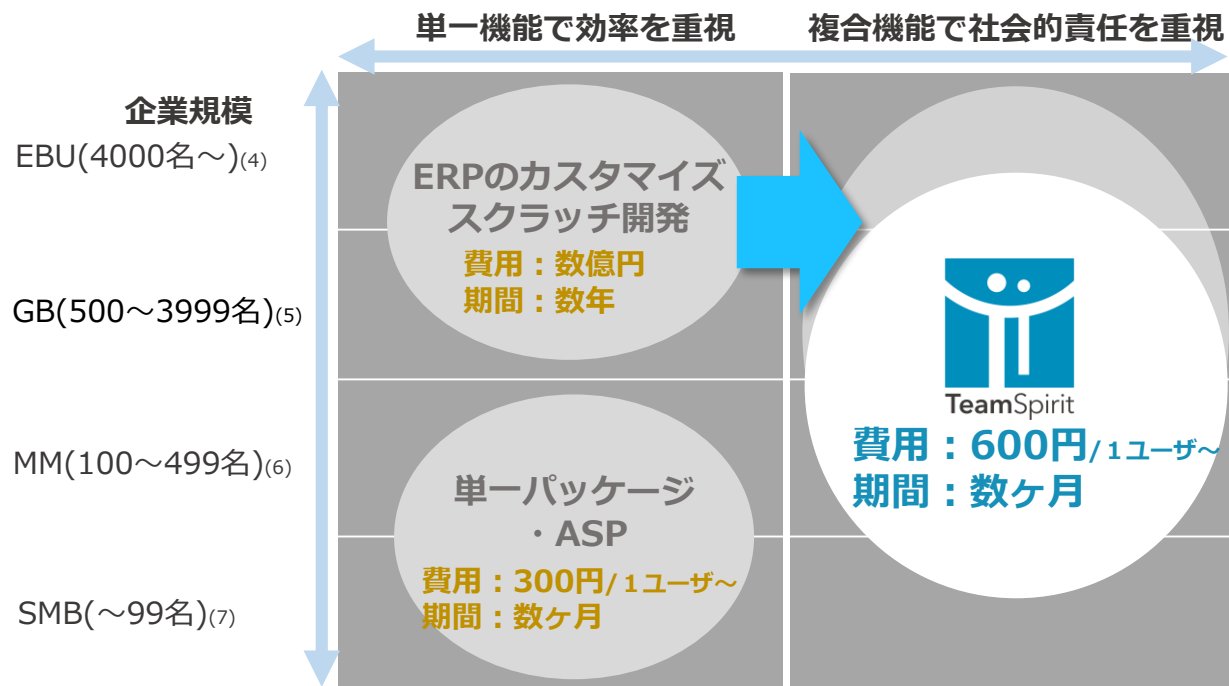 単一機能で効率を重視
複合機能で社会的責任を重視
企業規模
EBU(4000名～)(4)
GB(500～3999名)(5)
MM(100～499名)(6)
SMB(～99名)(7)
ERPのカスタマイズ
スクラッチ開発
費用：数億円
期間：数年
単一パッケージ
・ASP
費用：300円/１ユーザ～
期間：数ヶ月
TeamSpirit
費用：600円/１ユーザ～
期間：数ヶ月